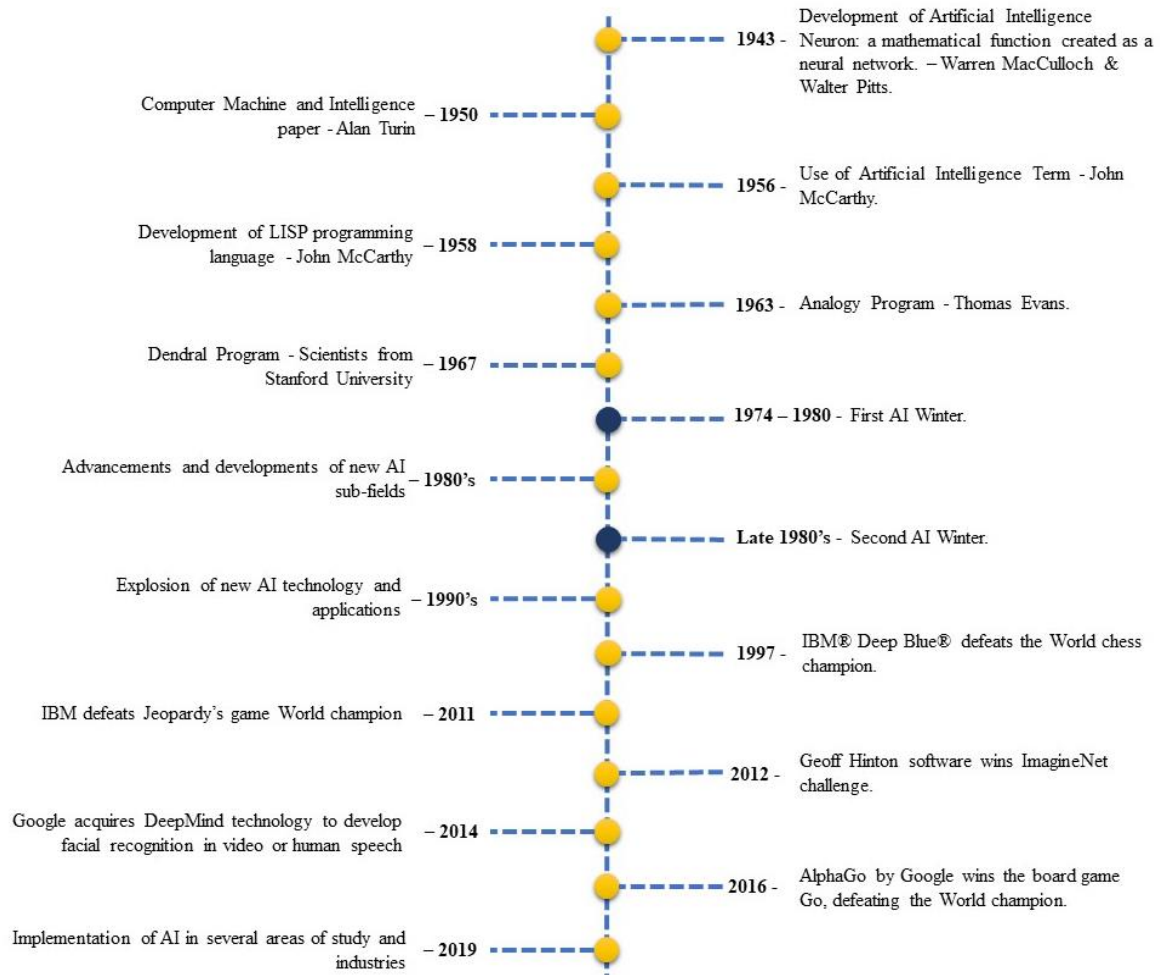 1943 - Development of Artificial Intelligence
Neuron: a mathematical function created as a
neural network. – Warren MacCulloch &
Walter Pitts.
Computer Machine and Intelligence
paper - Alan Turin – 1950
1956 - Use of Artificial Intelligence Term - John
McCarthy.
Development of LISP programming
language - John McCarthy – 1958
1963 - Analogy Program - Thomas Evans.
Dendral Program - Scientists from
Stanford University – 1967
1974 – 1980 - First AI Winter.
Advancements and developments of new AI
sub-fields – 1980's
Late 1980's - Second AI Winter.
Explosion of new AI technology and
applications – 1990's
1997 - IBM® Deep Blue® defeats the World chess
champion.
IBM defeats Jeopardy's game World champion – 2011
2012 - Geoff Hinton software wins ImagineNet
challenge.
Google acquires DeepMind technology to develop
facial recognition in video or human speech – 2014
2016 - AlphaGo by Google wins the board game
Go, defeating the World champion.
Implementation of AI in several areas of study and
industries – 2019